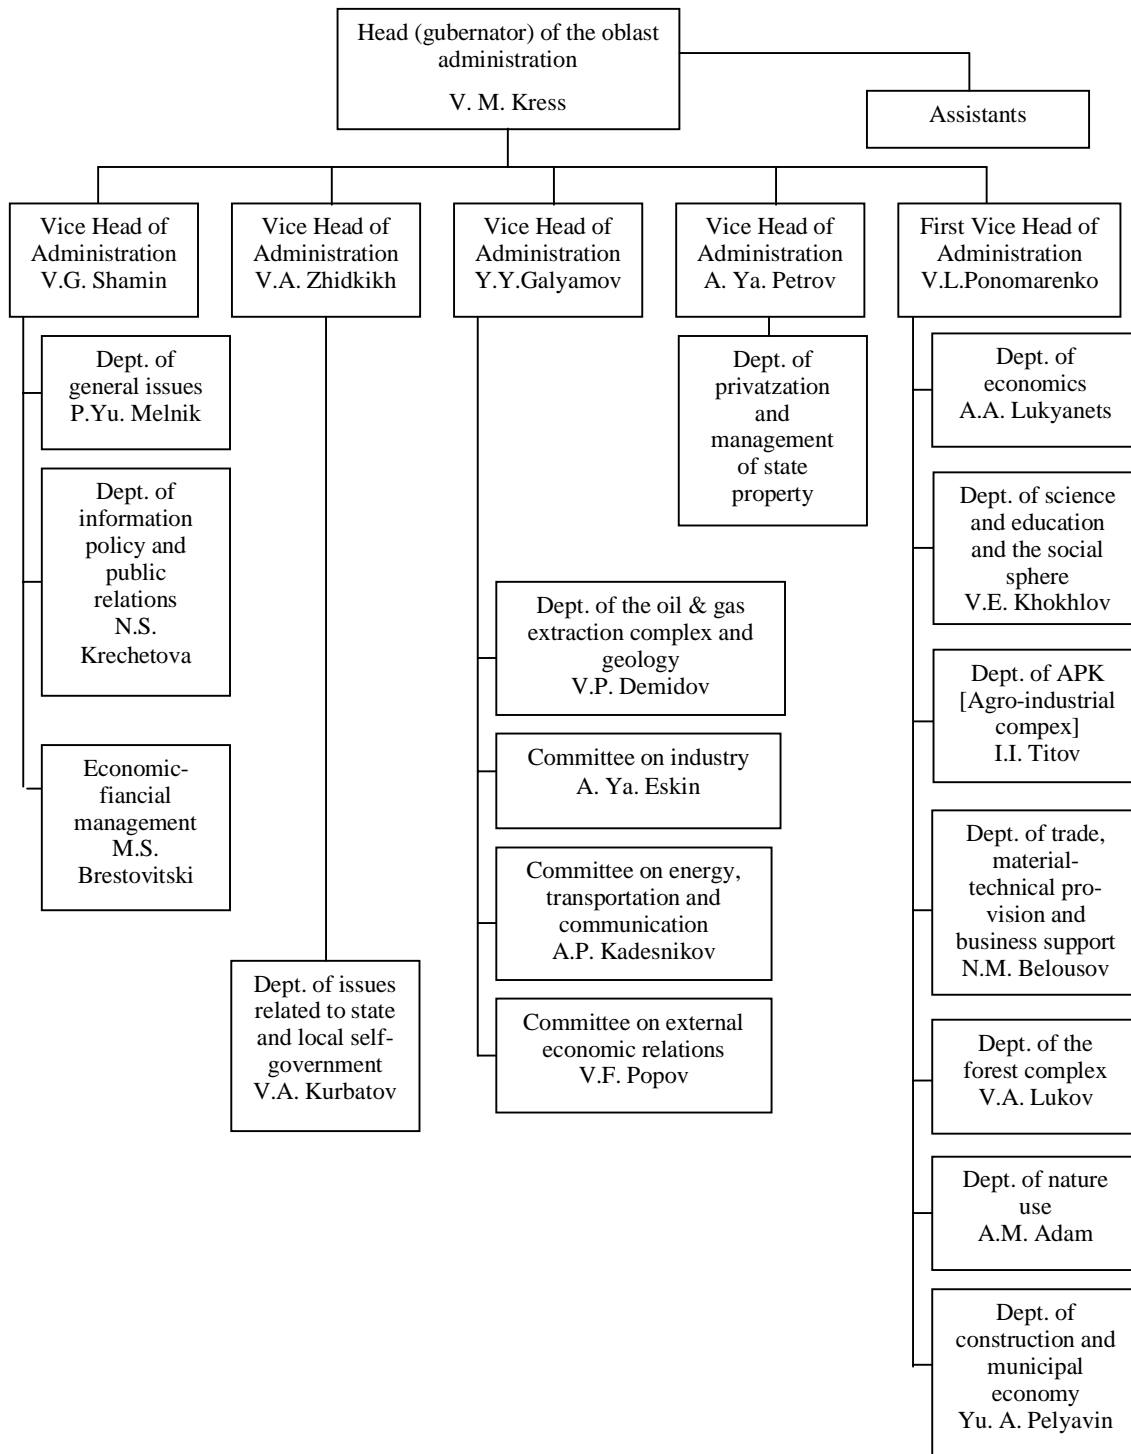 Head (gubernator) of the oblast
administration
V. M. Kress
Assistants
Vice Head of
Administration
V.G. Shamin
Vice Head of
Administration
V.A. Zhidkikh
Vice Head of
Administration
Y.Y.Galyamov
Vice Head of
Administration
A. Ya. Petrov
First Vice Head of
Administration
V.L.Ponomarenko
Dept. of
general issues
P.Yu. Melnik
Dept. of
information
policy and
public
relations
N.S.
Krechetova
Economic-
fiancial
management
M.S.
Brestovitski
Dept. of issues
related to state
and local self-
government
V.A. Kurbatov
Dept. of the oil & gas
extraction complex and
geology
V.P. Demidov
Committee on industry
A. Ya. Eskin
Committee on energy,
transportation and
communication
A.P. Kadesnikov
Committee on external
economic relations
V.F. Popov
Dept. of
privatzation
and
management
of state
property
Dept. of
economics
A.A. Lukyanets
Dept. of science
and education
and the social
sphere
V.E. Khokhlov
Dept. of APK
[Agro-industrial
compex]
I.I. Titov
Dept. of trade,
material-
technical pro-
vision and
business support
N.M. Belousov
Dept. of the
forest complex
V.A. Lukov
Dept. of nature
use
A.M. Adam
Dept. of
construction and
municipal
economy
Yu. A. Pelyavin